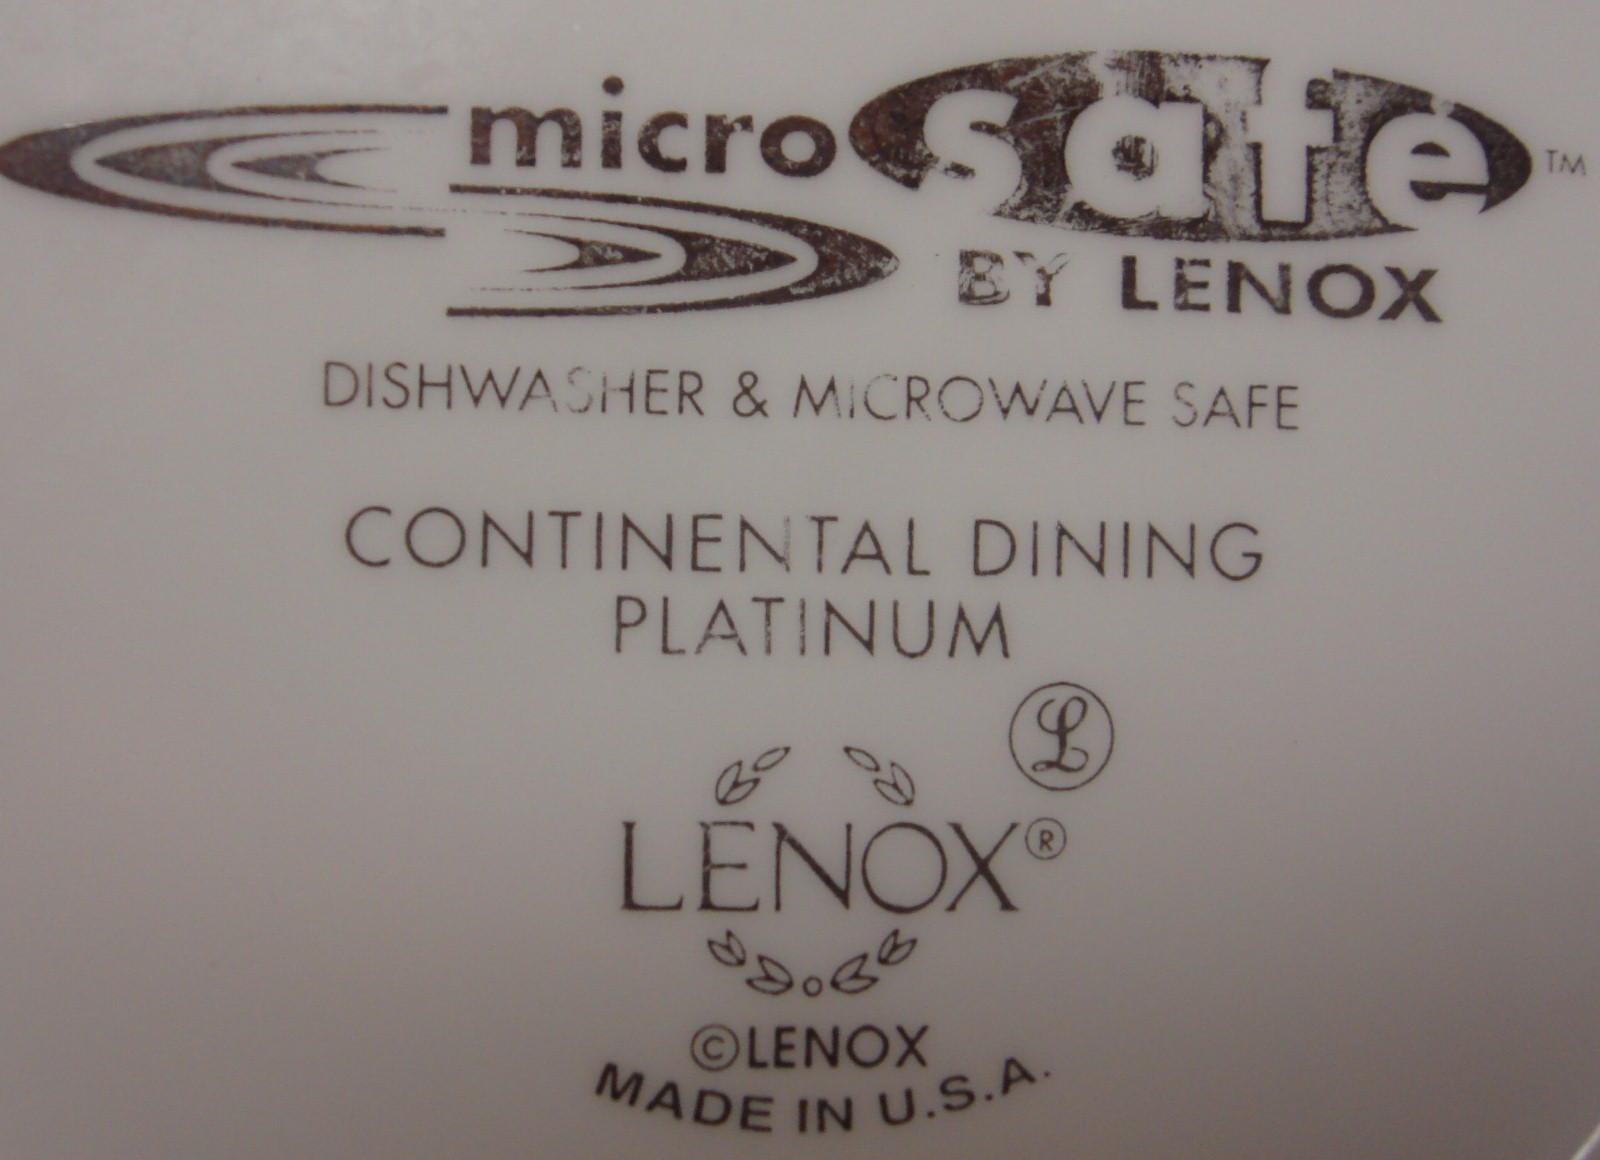 micro safe™
BY LENOX
DISHWASHER & MICROWAVE SAFE
CONTINENTAL DINING
PLATINUM
L
LENOX®
©LENOX
MADE IN U.S.A.